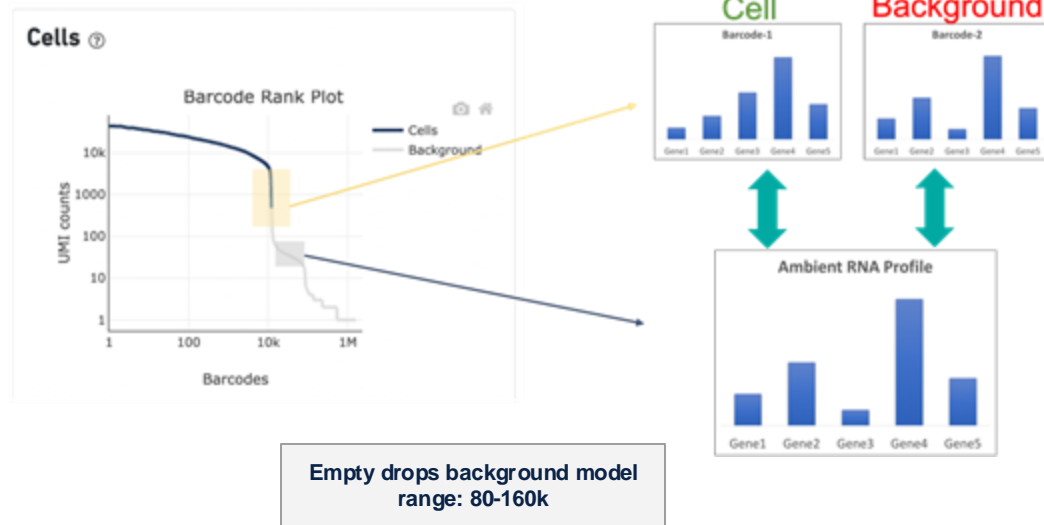 Cells ?
Barcode Rank Plot
Cells
Background
UMI counts
10k
1000
100
10
1
1
100
10k
1M
Barcodes
Cell
Barcode-1
Gene1 Gene2 Gene3 Gene4 Gene5
Background
Barcode-2
Gene1 Gene2 Gene3 Gene4 Gene5
Ambient RNA Profile
Gene1 Gene2 Gene3 Gene4 Gene5
Empty drops background model
range: 80-160k